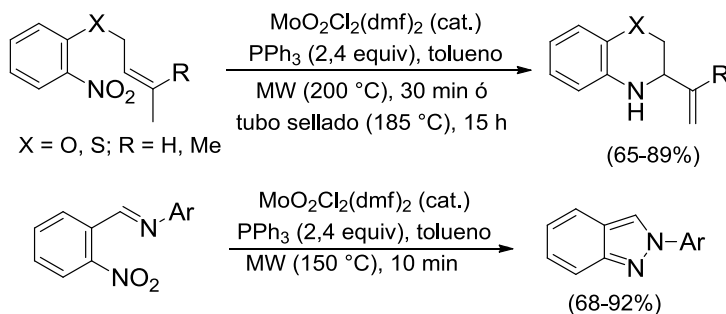 X
R
NO2
X = O, S; R = H, Me
MoO2Cl2(dmf)2 (cat.)
PPh3 (2,4 equiv), tolueno
MW (200 °C), 30 min ó
tubo sellado (185 °C), 15 h
X
R
N
H
(65-89%)
Ar
N
NO2
MoO2Cl2(dmf)2 (cat.)
PPh3 (2,4 equiv), tolueno
MW (150 °C), 10 min
N-Ar
N
(68-92%)